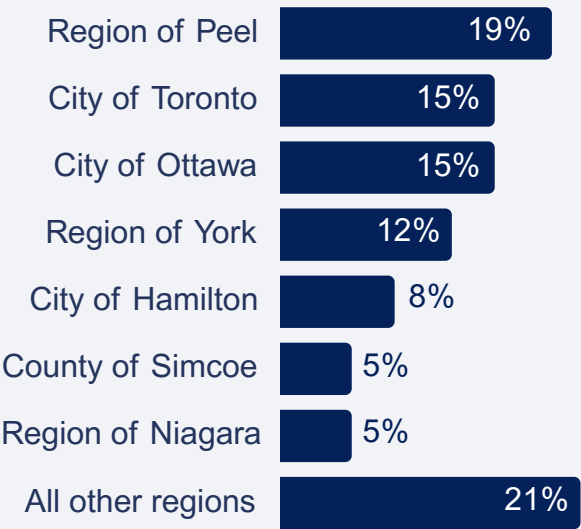 Region of Peel 19%
City of Toronto 15%
City of Ottawa 15%
Region of York 12%
City of Hamilton 8%
County of Simcoe 5%
Region of Niagara 5%
All other regions 21%